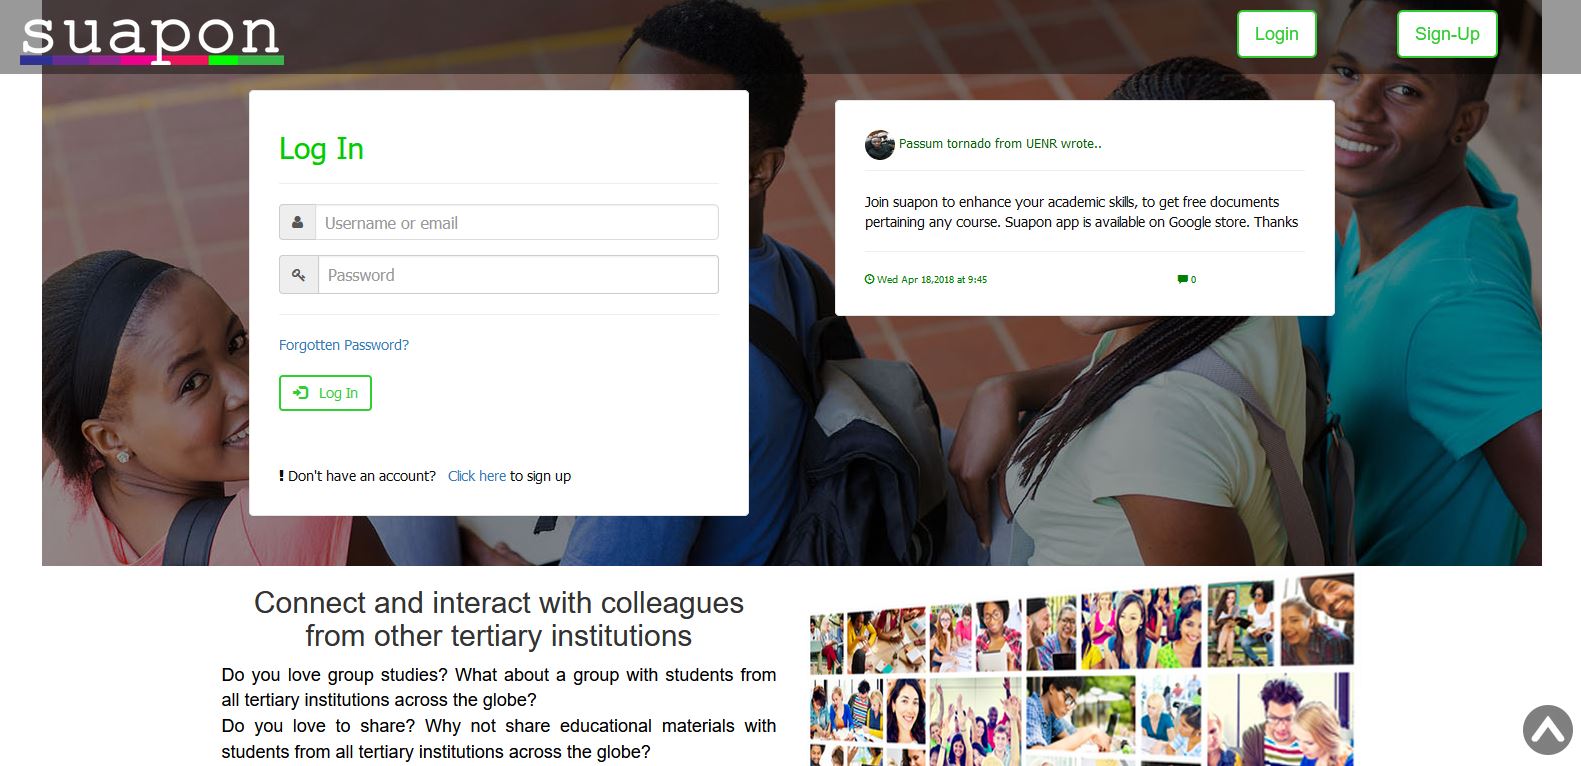 suapon
Login
Sign-Up
Log In
Username or email
Password
Forgotten Password?
Log In
! Don't have an account? Click here to sign up
Passum tornado from UENR wrote..
Join suapon to enhance your academic skills, to get free documents
pertaining any course. Suapon app is available on Google store. Thanks
Wed Apr 18,2018 at 9:45
0
Connect and interact with colleagues
from other tertiary institutions
Do you love group studies? What about a group with students from
all tertiary institutions across the globe?
Do you love to share? Why not share educational materials with
students from all tertiary institutions across the globe?